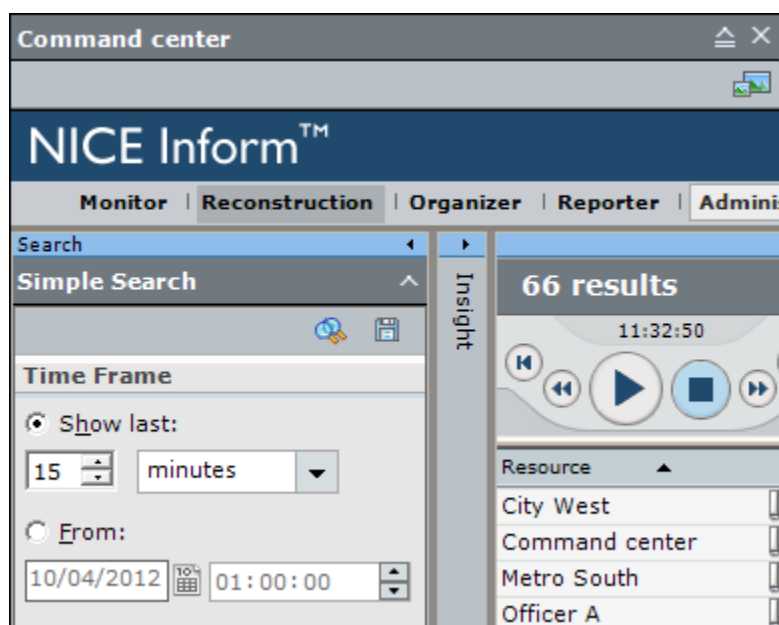 Command center
NICE Inform™
Monitor | Reconstruction | Organizer | Reporter | Adminis
Search
Simple Search
Time Frame
Show last:
15 minutes
From:
10/04/2012 01:00:00
Insight
66 results
11:32:50
Resource
City West
Command center
Metro South
Officer A